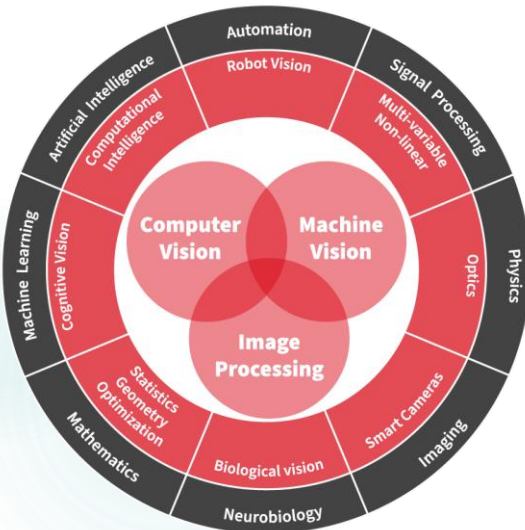 Automation
Robot Vision
Signal Processing
Multi-variable
Non-linear
Physics
Optics
Imaging
Smart Cameras
Neurobiology
Biological vision
Mathematics
Statistics
Geometry
Optimization
Machine Learning
Cognitive Vision
Artificial Intelligence
Computational
Intelligence
Computer
Vision
Machine
Vision
Image
Processing